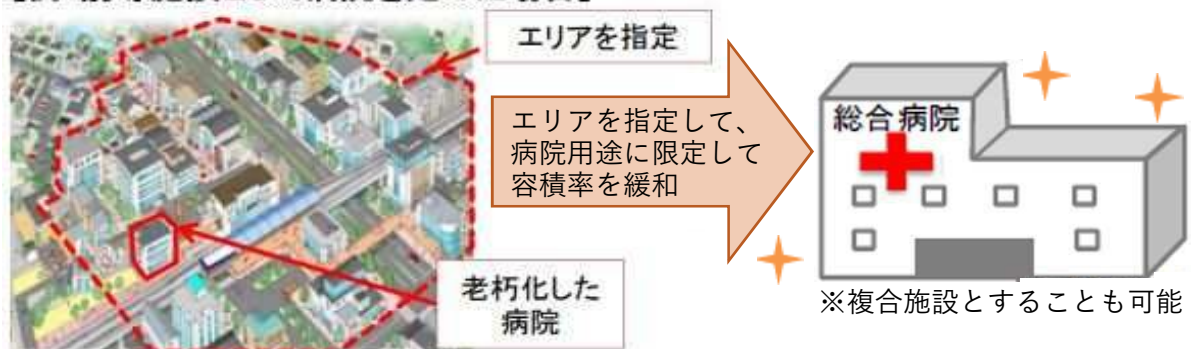 エリアを指定
エリアを指定して、
病院用途に限定して
容積率を緩和
老朽化した
病院
総合病院
※複合施設とすることも可能